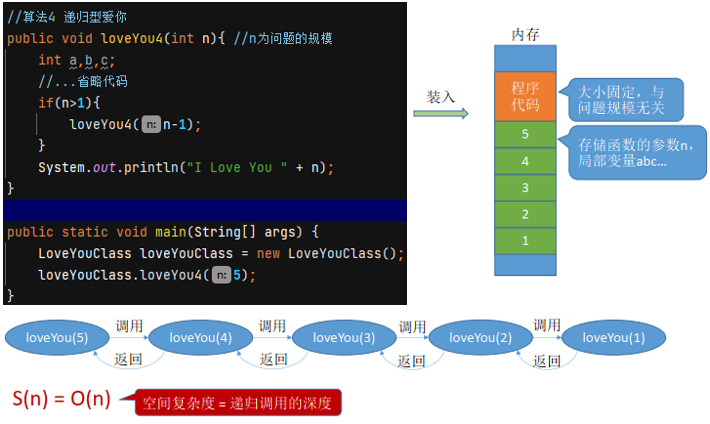 //算法4 递归型爱你
public void loveYou4(int n){ //n为问题的规模
int a,b,c;
//...省略代码
if(n>1){
loveYou4( n: n-1);
}
System.out.println("I Love You " + n);
}
public static void main(String[] args) {
LoveYouClass loveYouClass = new LoveYouClass();
loveYouClass.loveYou4( n: 5);
}
装入
内存
程序
代码
5
4
3
2
1
大小固定，与
问题规模无关
存储函数的参数n，
局部变量abc...
loveYou(5)
调用
返回
loveYou(4)
调用
返回
loveYou(3)
调用
返回
loveYou(2)
调用
返回
loveYou(1)
S(n) = O(n)
空间复杂度 = 递归调用的深度